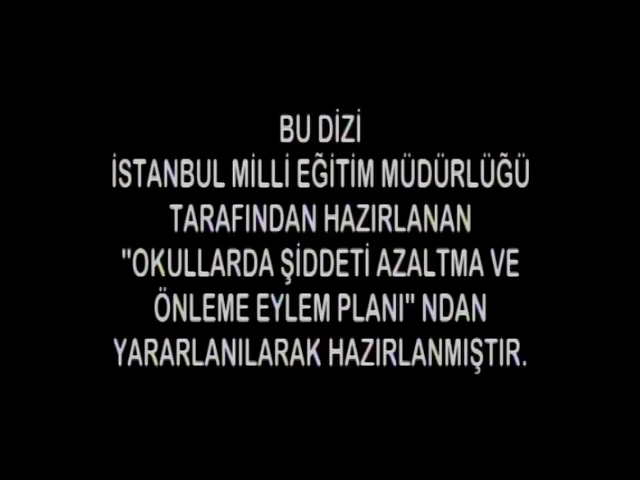 BU DİZİ
İSTANBUL MİLLİ EĞİTİM MÜDÜRLÜĞÜ
TARAFINDAN HAZIRLANAN
"OKULLARDA ŞİDDETİ AZALTMA VE
ÖNLEME EYLEM PLANI" NDAN
YARARLANILARAK HAZIRLANMIŞTIR.